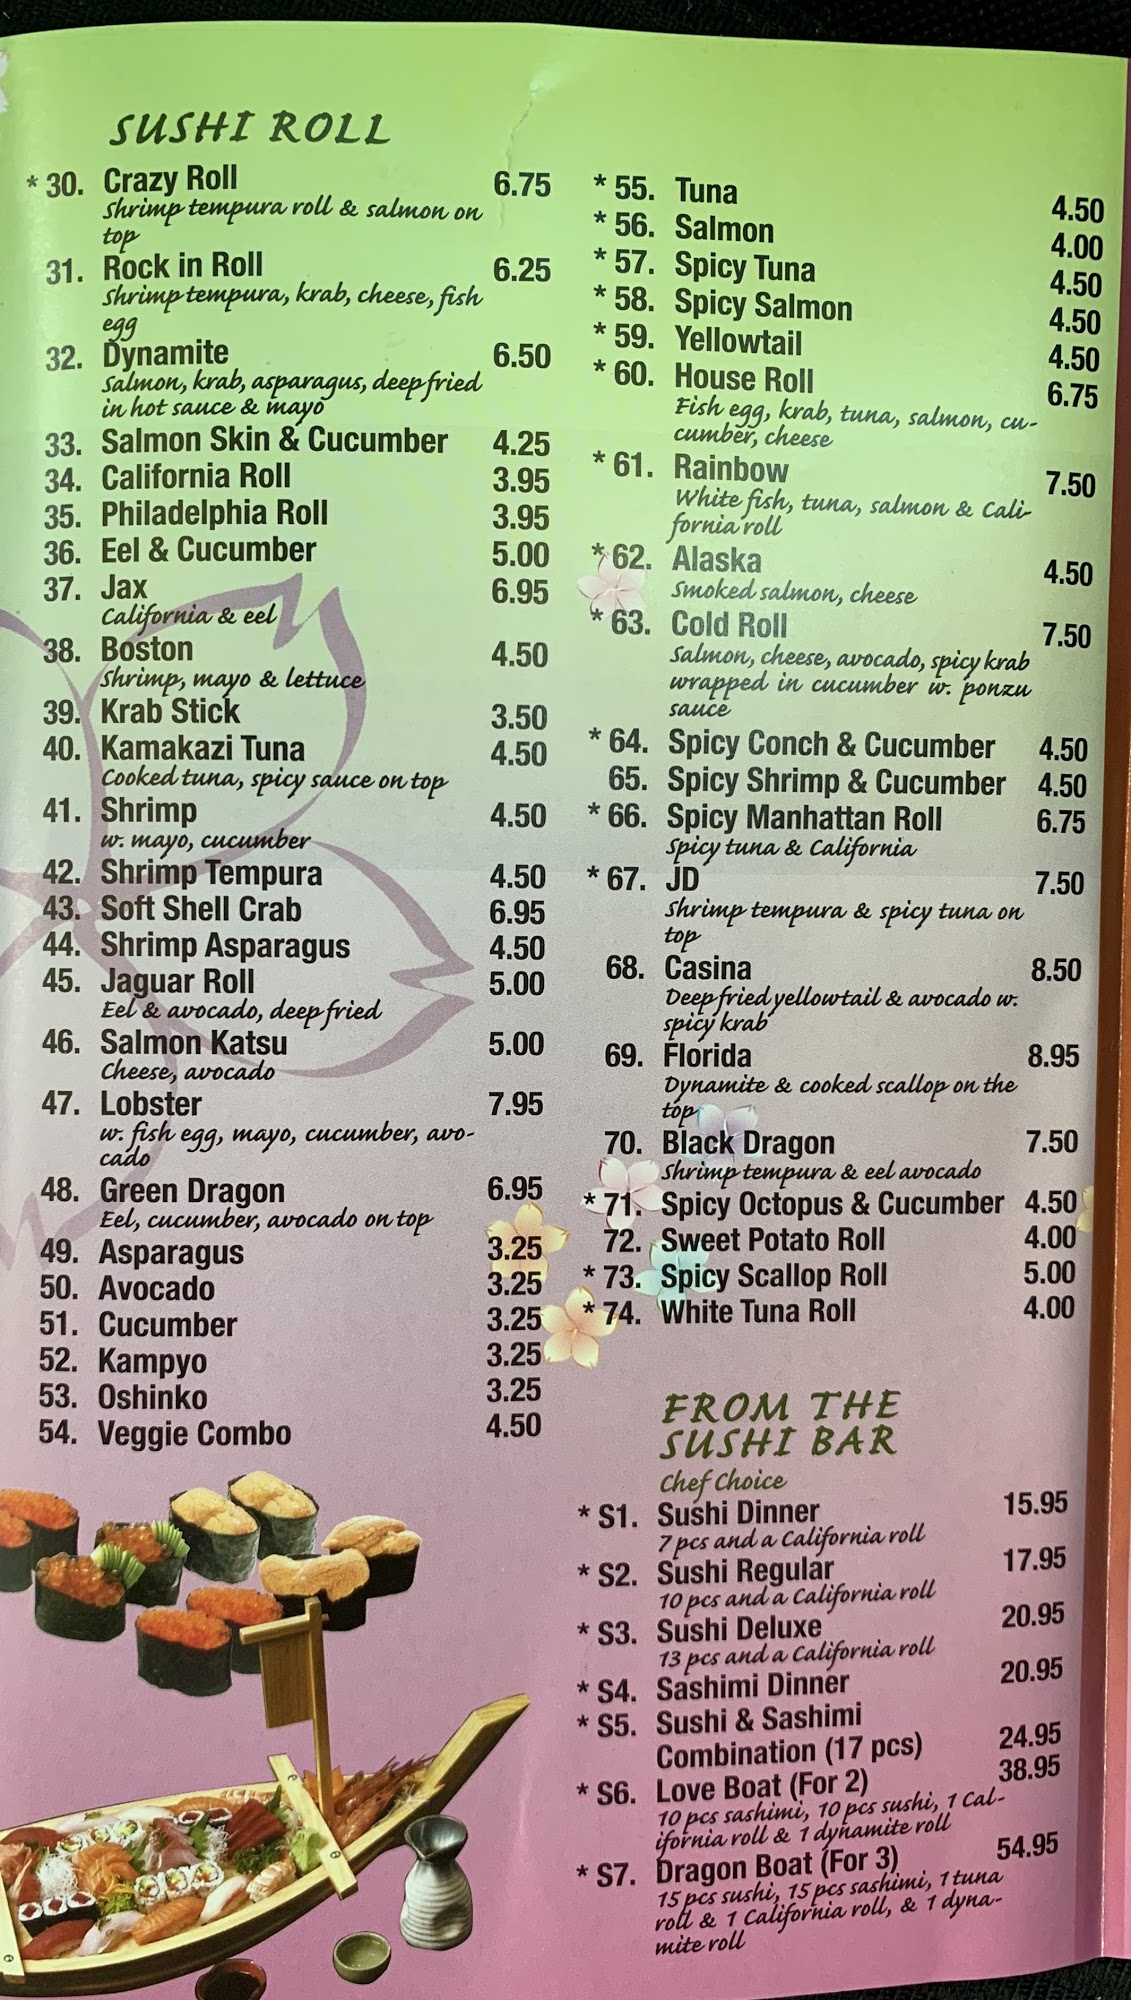 SUSHI ROLL
* 30. Crazy Roll 6.75
Shrimp tempura roll & salmon on
top
31. Rock in Roll 6.25
Shrimp tempura, krab, cheese, fish
egg
32. Dynamite 6.50
Salmon, krab, asparagus, deep fried
in hot sauce & mayo
33. Salmon Skin & Cucumber 4.25
34. California Roll 3.95
35. Philadelphia Roll 3.95
36. Eel & Cucumber 5.00
37. Jax 6.95
California & eel
38. Boston 4.50
Shrimp, mayo & lettuce
39. Krab Stick 3.50
40. Kamakazi Tuna 4.50
Cooked tuna, spicy sauce on top
41. Shrimp 4.50
w. mayo, cucumber
42. Shrimp Tempura 4.50
43. Soft Shell Crab 6.95
44. Shrimp Asparagus 4.50
45. Jaguar Roll 5.00
Eel & avocado, deep fried
46. Salmon Katsu 5.00
Cheese, avocado
47. Lobster 7.95
w. fish egg, mayo, cucumber, avo-
cado
48. Green Dragon 6.95
Eel, cucumber, avocado on top
49. Asparagus 3.25
50. Avocado 3.25
51. Cucumber 3.25
52. Kampyo 3.25
53. Oshinko 3.25
54. Veggie Combo 4.50
* 55. Tuna 4.50
* 56. Salmon 4.00
* 57. Spicy Tuna 4.50
* 58. Spicy Salmon 4.50
* 59. Yellowtail 4.50
* 60. House Roll 6.75
Fish egg, krab, tuna, salmon, cu-
cumber, cheese
* 61. Rainbow 7.50
White fish, tuna, salmon & Cali-
fornia roll
* 62. Alaska 4.50
Smoked salmon, cheese
* 63. Cold Roll 7.50
Salmon, cheese, avocado, spicy krab
wrapped in cucumber w. ponzu
sauce
* 64. Spicy Conch & Cucumber 4.50
65. Spicy Shrimp & Cucumber 4.50
* 66. Spicy Manhattan Roll 6.75
Spicy tuna & California
* 67. JD 7.50
Shrimp tempura & spicy tuna on
top
68. Casina 8.50
Deep fried yellowtail & avocado w.
spicy krab
69. Florida 8.95
Dynamite & cooked scallop on the
top
70. Black Dragon 7.50
Shrimp tempura & eel avocado
* 71. Spicy Octopus & Cucumber 4.50
72. Sweet Potato Roll 4.00
* 73. Spicy Scallop Roll 5.00
* 74. White Tuna Roll 4.00
FROM THE
SUSHI BAR
Chef Choice
* S1. Sushi Dinner 15.95
7 pcs and a California roll
* S2. Sushi Regular 17.95
10 pcs and a California roll
* S3. Sushi Deluxe 20.95
13 pcs and a California roll
* S4. Sashimi Dinner 20.95
* S5. Sushi & Sashimi
Combination (17 pcs) 24.95
* S6. Love Boat (For 2) 38.95
10 pcs sashimi, 10 pcs sushi, 1 Cal-
ifornia roll & 1 dynamite roll
* S7. Dragon Boat (For 3) 54.95
15 pcs sushi, 15 pcs sashimi, 1 tuna
roll & 1 California roll, & 1 dyna-
mite roll